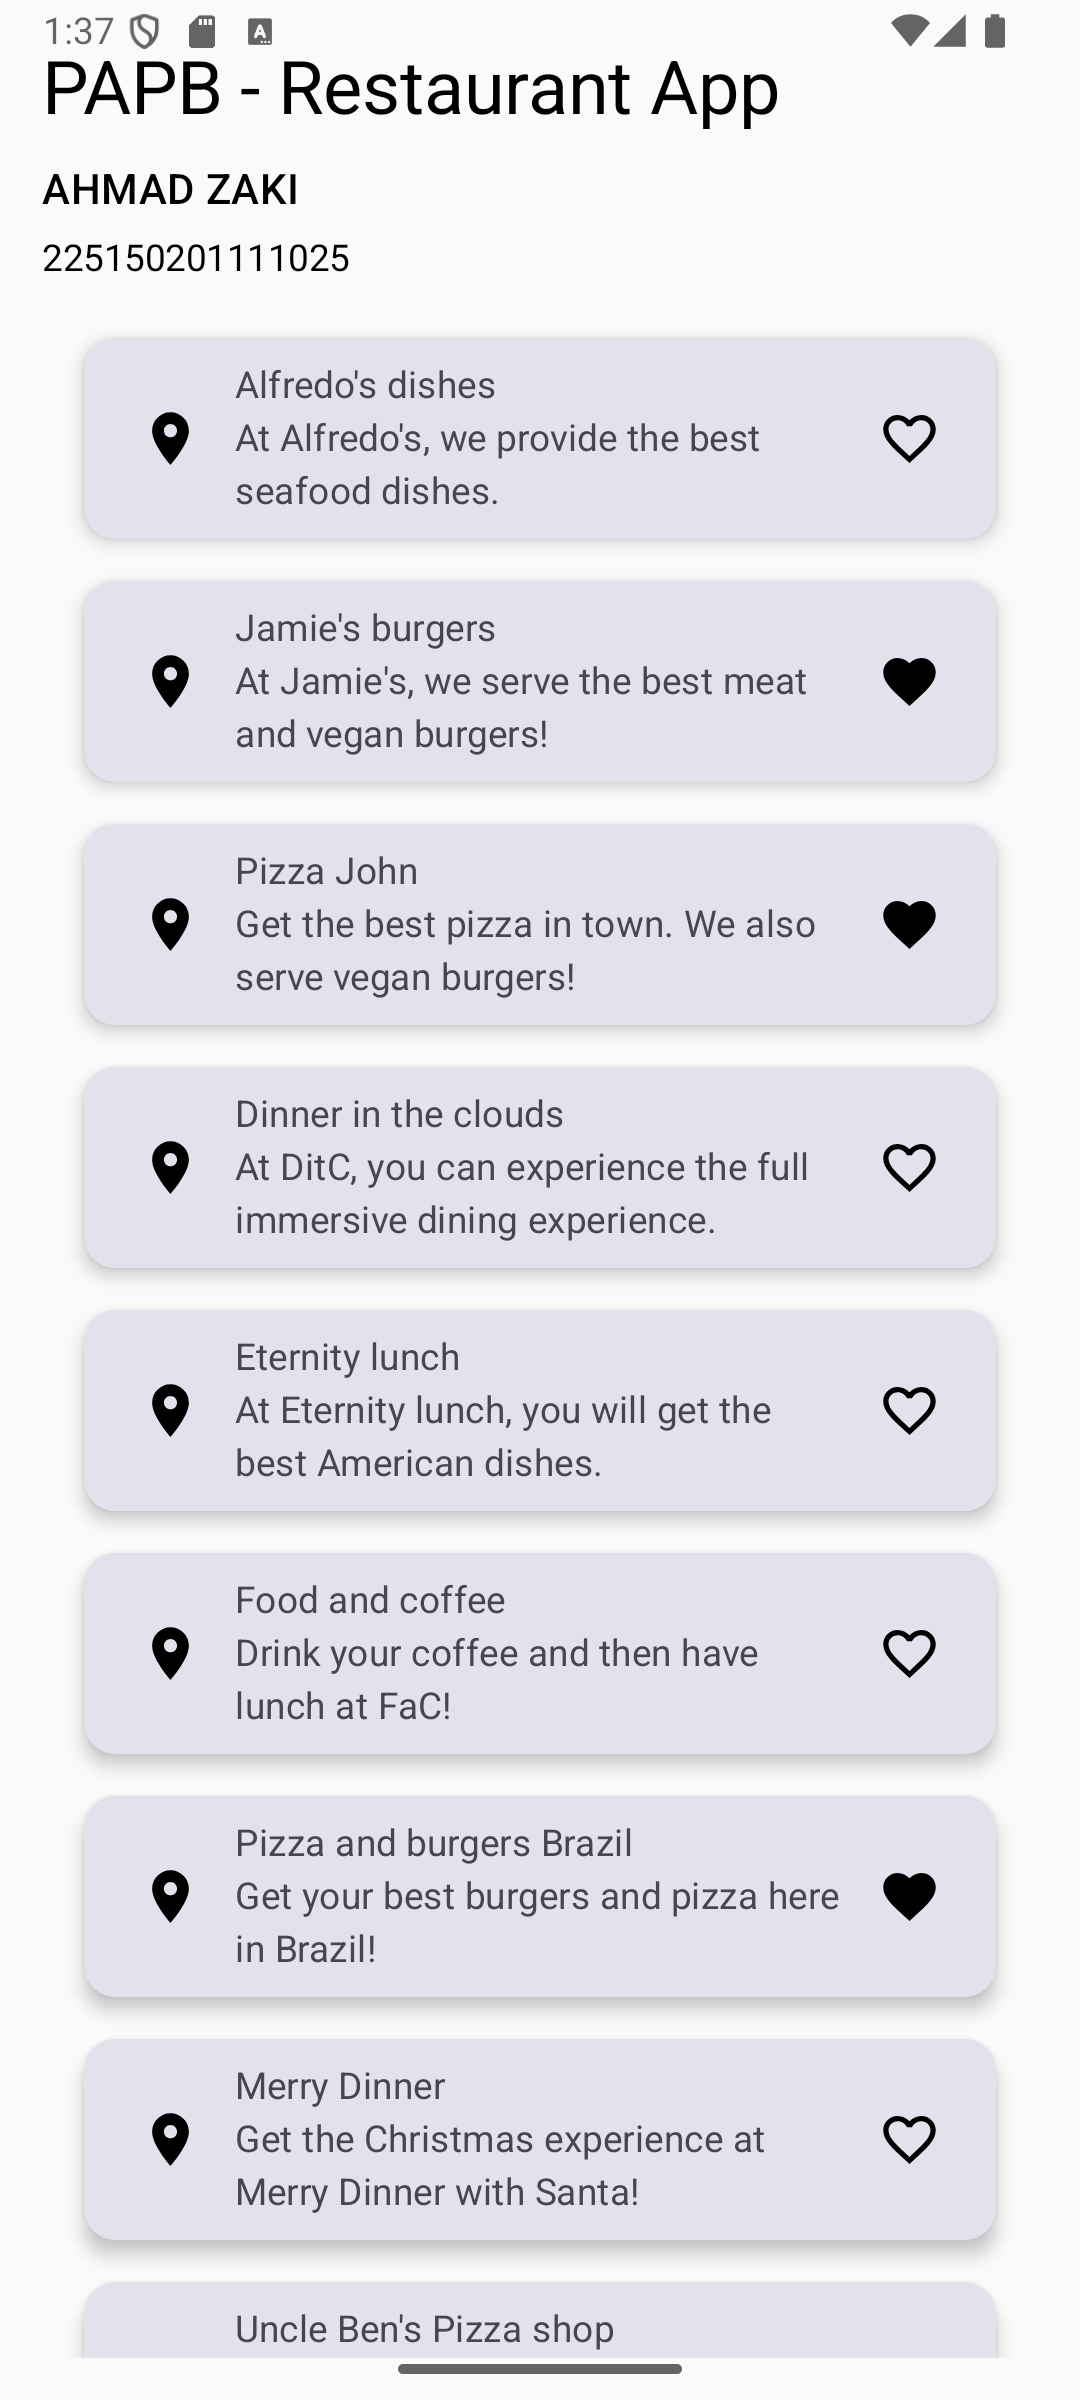 1:37
PAPB - Restaurant App
AHMAD ZAKI
225150201111025
Alfredo's dishes
At Alfredo's, we provide the best
seafood dishes.
Jamie's burgers
At Jamie's, we serve the best meat
and vegan burgers!
Pizza John
Get the best pizza in town. We also
serve vegan burgers!
Dinner in the clouds
At DitC, you can experience the full
immersive dining experience.
Eternity lunch
At Eternity lunch, you will get the
best American dishes.
Food and coffee
Drink your coffee and then have
lunch at FaC!
Pizza and burgers Brazil
Get your best burgers and pizza here
in Brazil!
Merry Dinner
Get the Christmas experience at
Merry Dinner with Santa!
Uncle Ben's Pizza shop